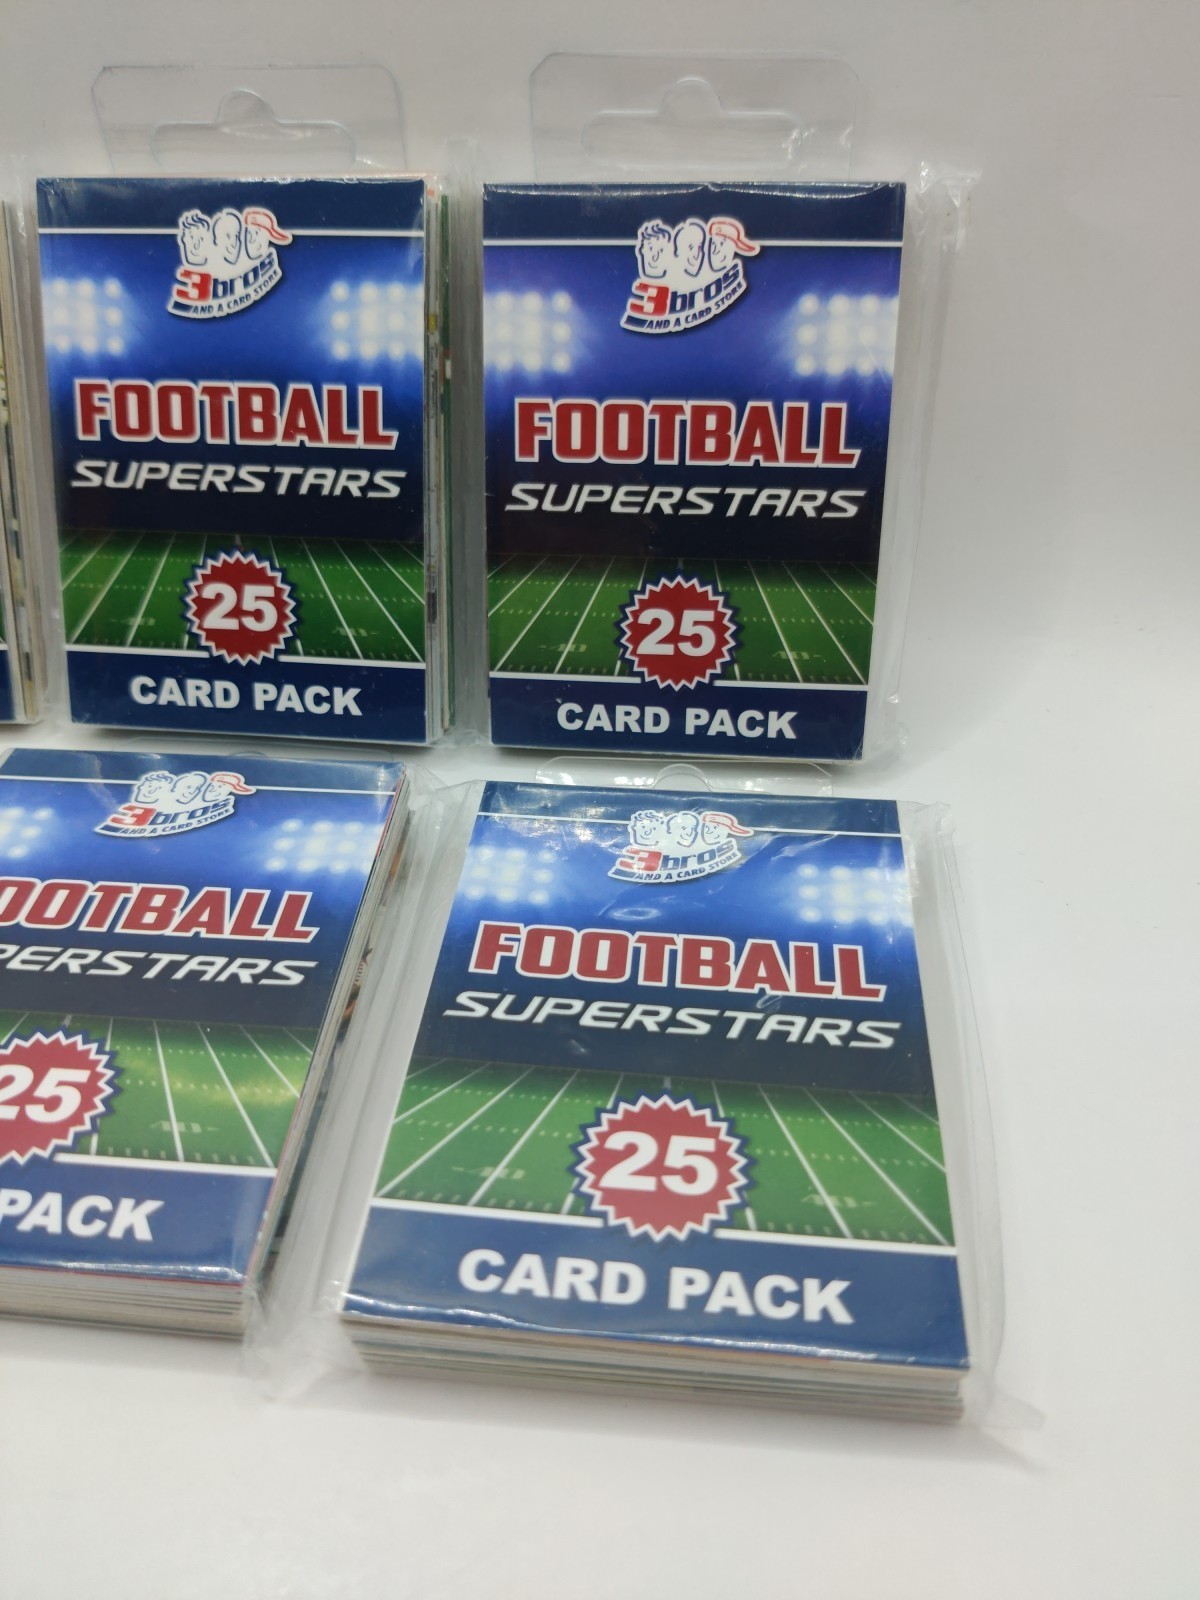 3bros
AND A CARD STORE
FOOTBALL
SUPERSTARS
25
CARD PACK
3bros
AND A CARD STORE
FOOTBALL
SUPERSTARS
25
CARD PACK
3bros
AND A CARD STORE
OOTBALL
PERSTARS
25
PACK
3bros
AND A CARD STORE
FOOTBALL
SUPERSTARS
25
CARD PACK